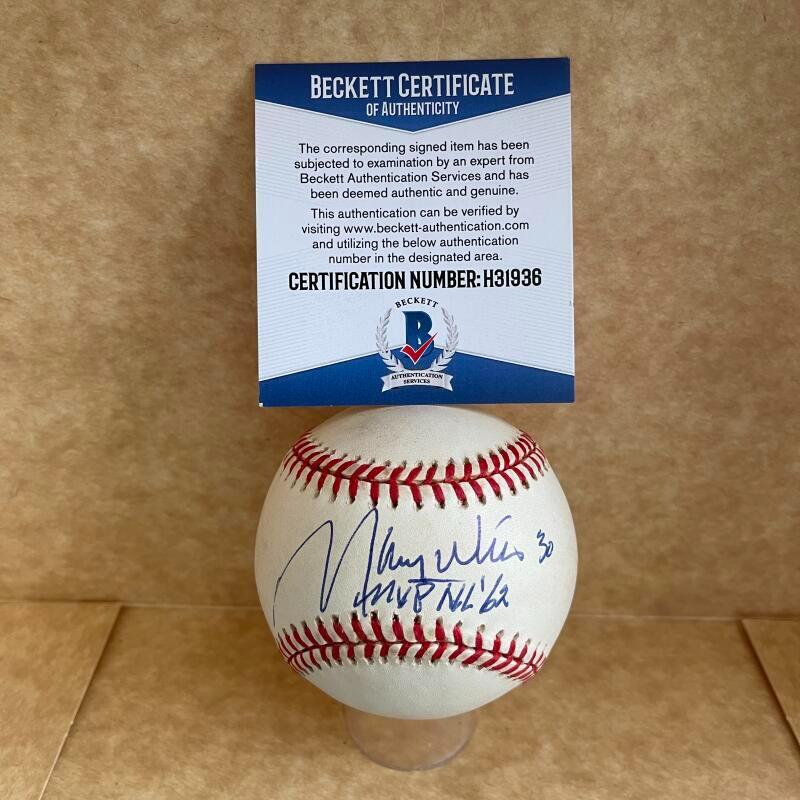 BECKETT CERTIFICATE
OF AUTHENTICITY
The corresponding signed item has been
subjected to examination by an expert from
Beckett Authentication Services and has
been deemed authentic and genuine.
This authentication can be verified by
visiting www.beckett-authentication.com
and utilizing the below authentication
number in the designated area.
CERTIFICATION NUMBER: H31936
BECKETT
B
AUTHENTICATION
SERVICES
Maury Wills 30
MVP NL '62